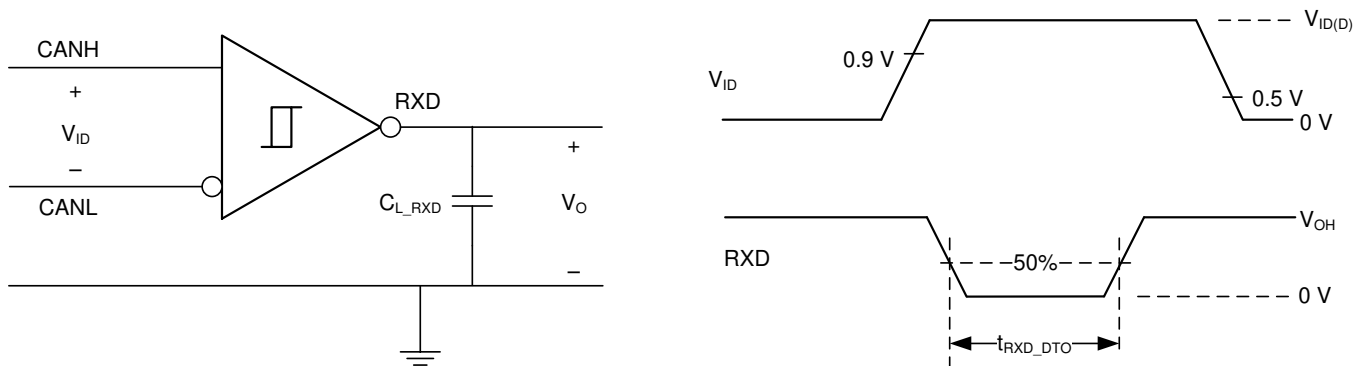 CANH
+
V_ID
–
CANL
RXD
C_L_RXD
+
V_O
–
V_ID
0.9 V
V_ID(D)
0.5 V
0 V
RXD
50%
V_OH
0 V
t_RXD_DTO